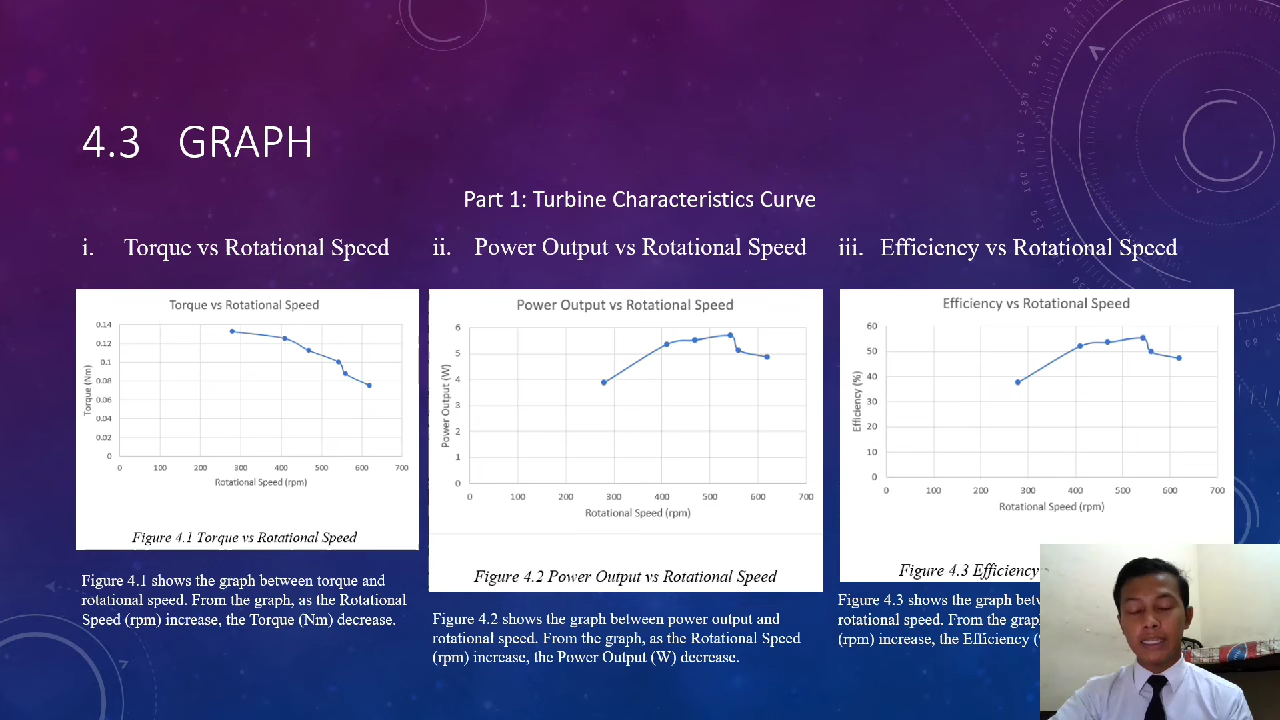 4.3 GRAPH
Part 1: Turbine Characteristics Curve
i. Torque vs Rotational Speed
ii. Power Output vs Rotational Speed
iii. Efficiency vs Rotational Speed
Torque vs Rotational Speed
Torque (Nm)
0.14
0.12
0.1
0.08
0.06
0.04
0.02
0
0 100 200 300 400 500 600 700
Rotational Speed (rpm)
Figure 4.1 Torque vs Rotational Speed
Figure 4.1 shows the graph between torque and
rotational speed. From the graph, as the Rotational
Speed (rpm) increase, the Torque (Nm) decrease.
Power Output vs Rotational Speed
Power Output (W)
6
5
4
3
2
1
0
0 100 200 300 400 500 600 700
Rotational Speed (rpm)
Figure 4.2 Power Output vs Rotational Speed
Figure 4.2 shows the graph between power output and
rotational speed. From the graph, as the Rotational Speed
(rpm) increase, the Power Output (W) decrease.
Efficiency vs Rotational Speed
Efficiency (%)
60
50
40
30
20
10
0
0 100 200 300 400 500 600 700
Rotational Speed (rpm)
Figure 4.3 Efficiency
Figure 4.3 shows the graph
rotational speed. From the
(rpm) increase, the Efficiency
150 160 170 180 190 200 210